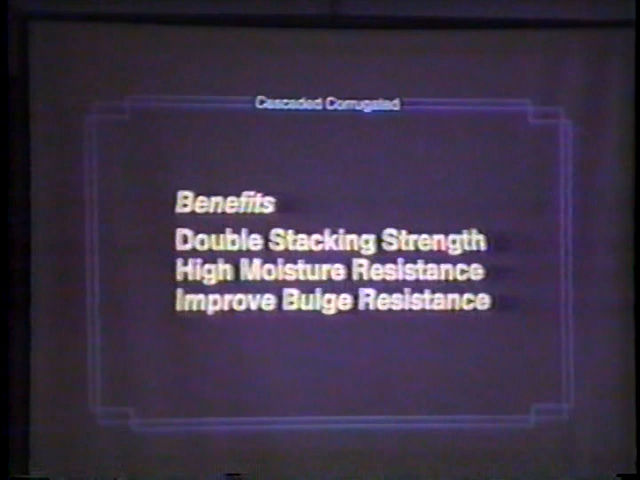 Cascaded Corrugated
Benefits
Double Stacking Strength
High Moisture Resistance
Improve Bulge Resistance